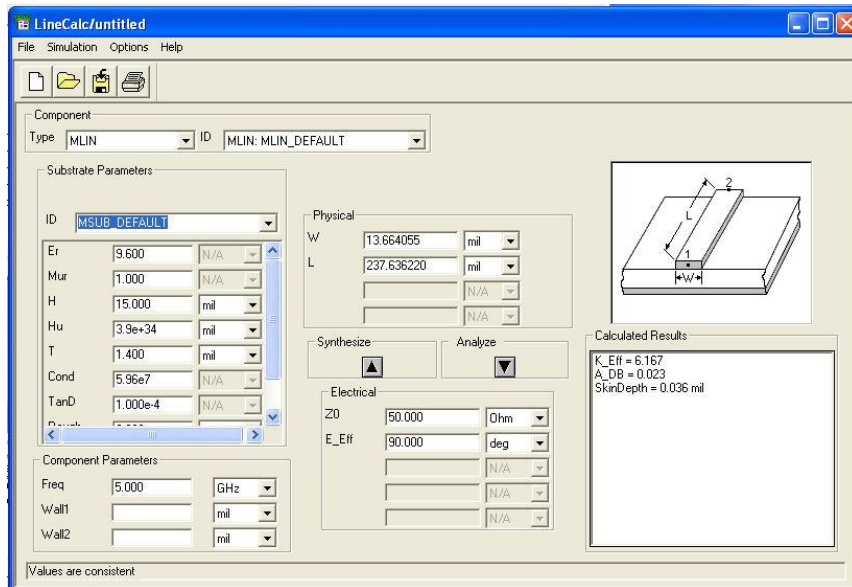 LineCalc/untitled
File Simulation Options Help
Component
Type MLIN ID MLIN: MLIN_DEFAULT
Substrate Parameters
ID MSUB_DEFAULT
Er 9.600 N/A
Mur 1.000 N/A
H 15.000 mil
Hu 3.9e+34 mil
T 1.400 mil
Cond 5.96e7 N/A
TanD 1.000e-4 N/A
Physical
W 13.664055 mil
L 237.636220 mil
N/A
N/A
Synthesize Analyze
Electrical
Z0 50.000 Ohm
E_Eff 90.000 deg
N/A
N/A
N/A
Component Parameters
Freq 5.000 GHz
Wall1 mil
Wall2 mil
2
L
1
W
Calculated Results
K_Eff = 6.167
A_DB = 0.023
SkinDepth = 0.036 mil
Values are consistent